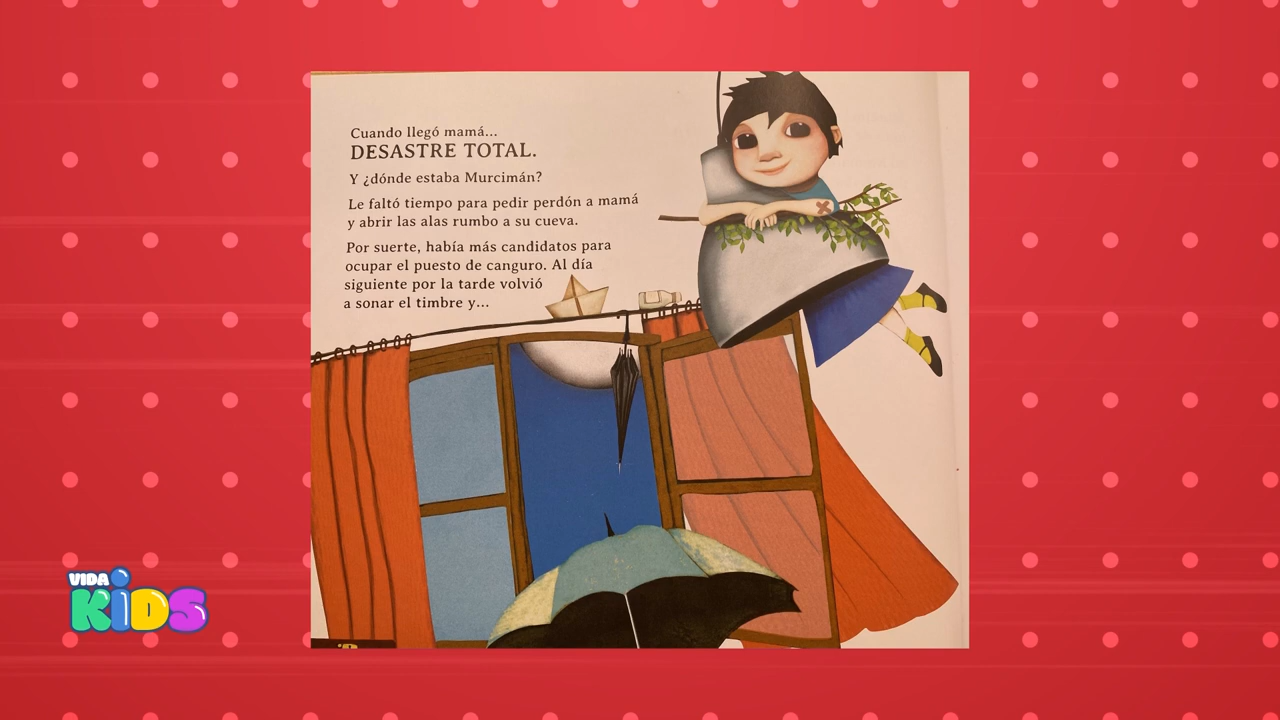 Cuando llegó mamá...
DESASTRE TOTAL.
Y ¿dónde estaba Murcimán?
Le faltó tiempo para pedir perdón a mamá
y abrir las alas rumbo a su cueva.
Por suerte, había más candidatos para
ocupar el puesto de canguro. Al día
siguiente por la tarde volvió
a sonar el timbre y...
VIDA
KiDS